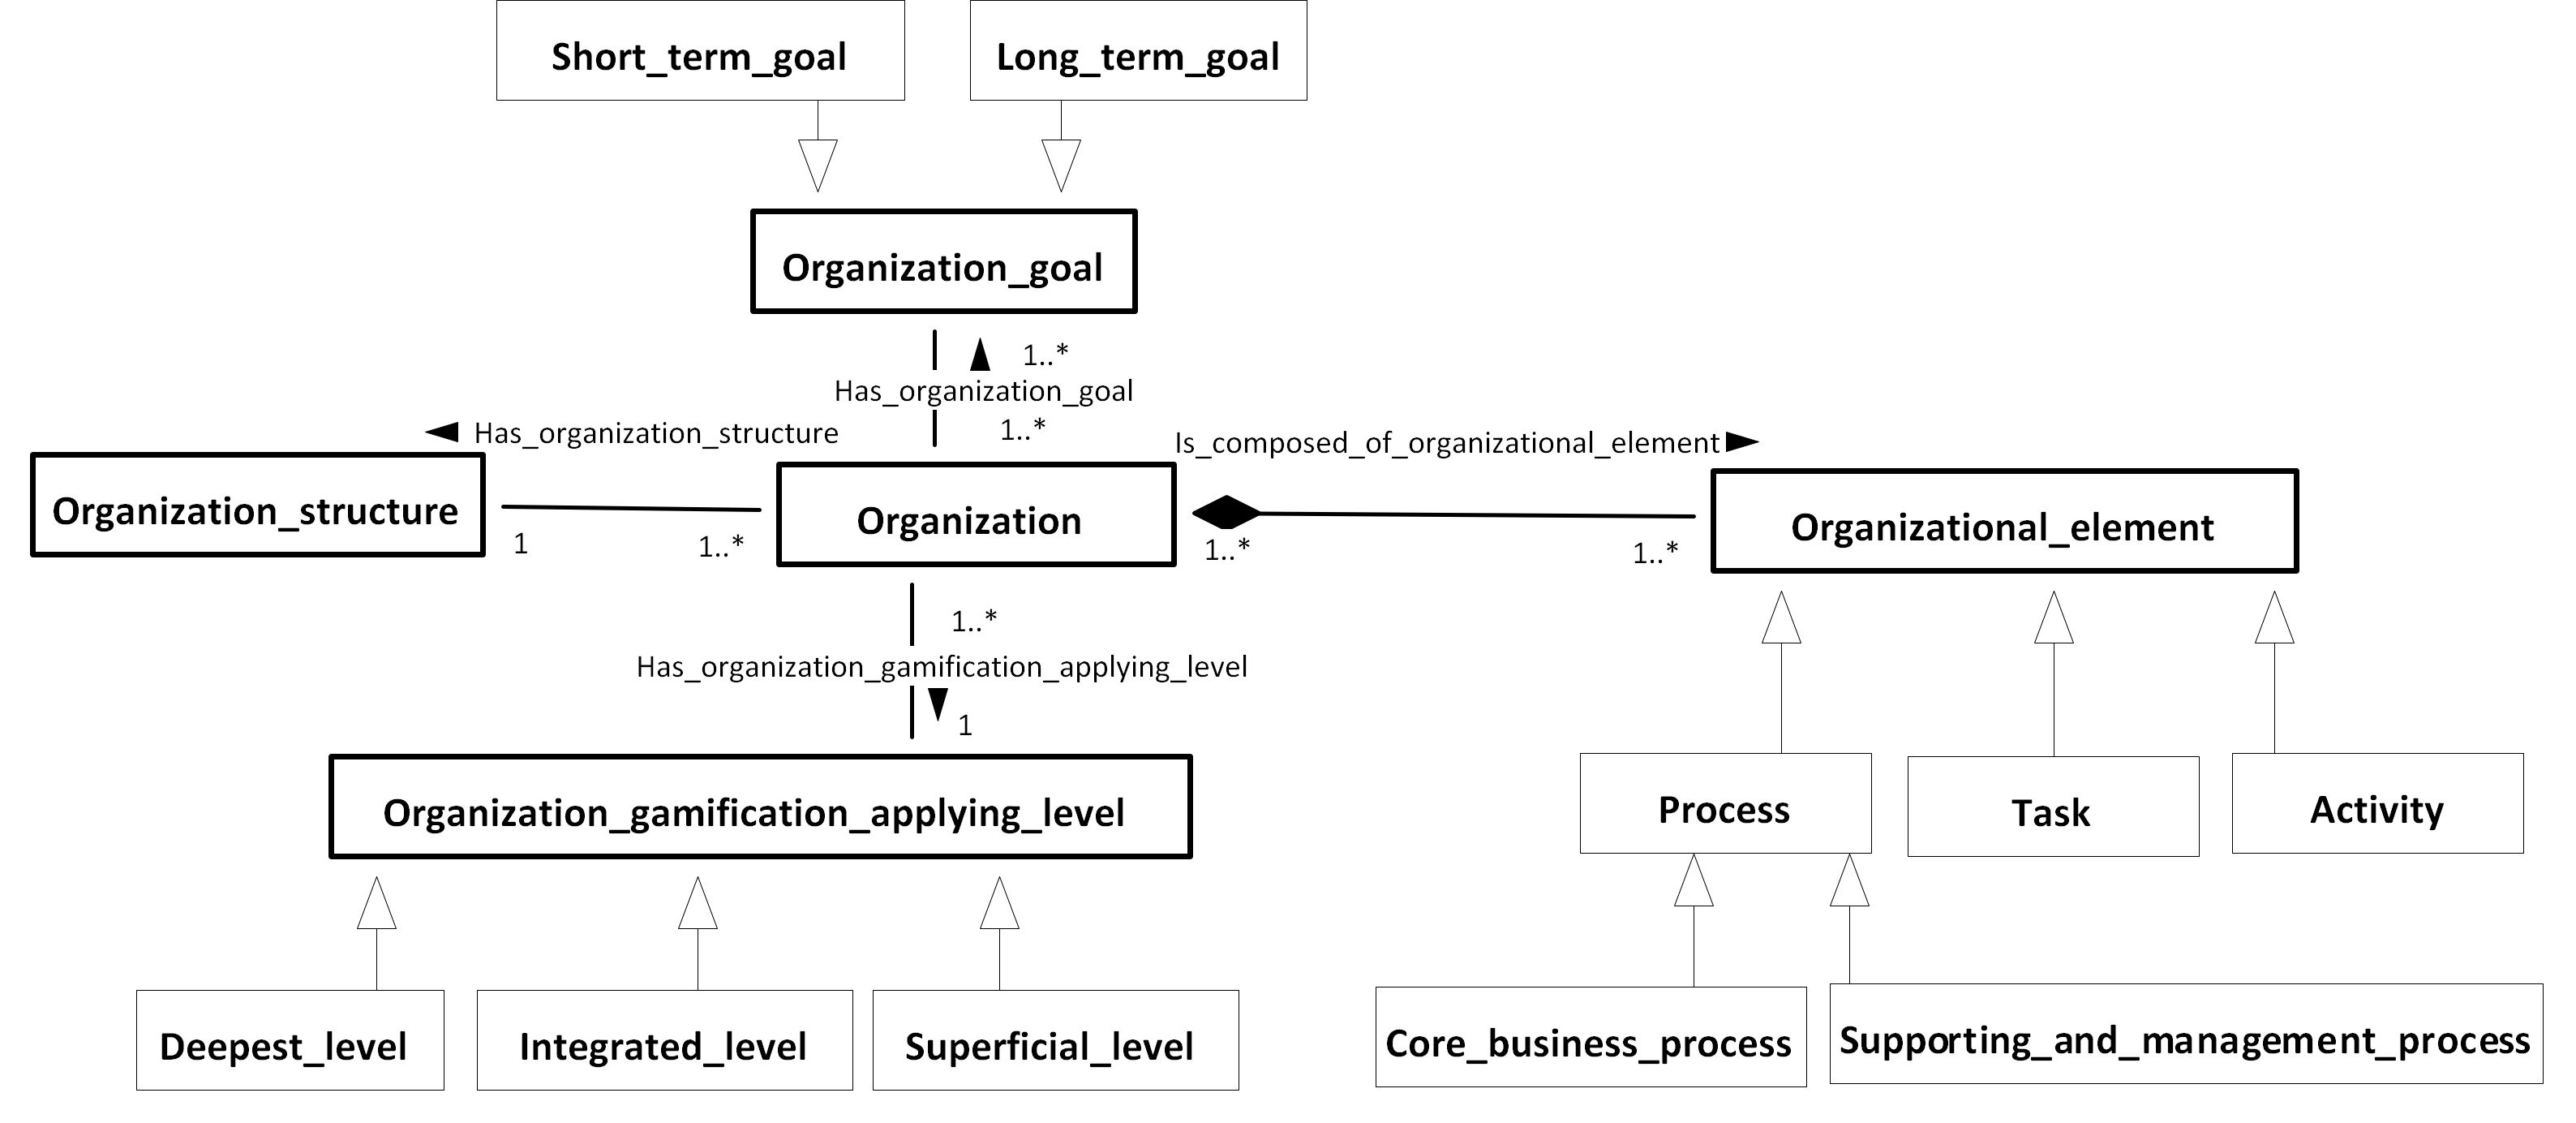 Short_term_goal
Long_term_goal
Organization_goal
1..*
Has_organization_goal
1..*
Has_organization_structure
Is_composed_of_organizational_element
Organization_structure
Organization
Organizational_element
1
1..*
1..*
1..*
1..*
Has_organization_gamification_applying_level
1
Organization_gamification_applying_level
Process
Task
Activity
Deepest_level
Integrated_level
Superficial_level
Core_business_process
Supporting_and_management_process